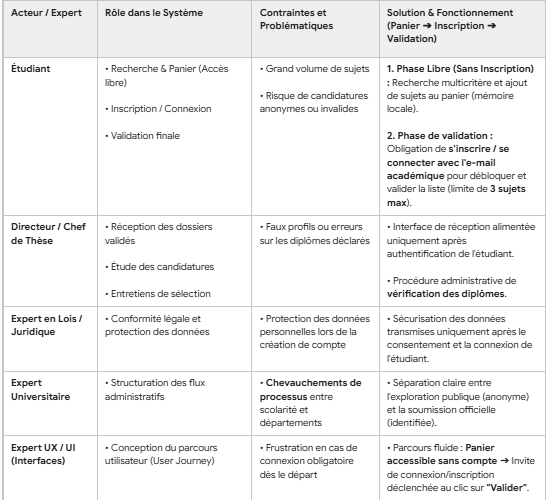 Acteur / Expert
Rôle dans le Système
Contraintes et
Problématiques
Solution & Fonctionnement
(Panier ➔ Inscription ➔
Validation)
Étudiant
• Recherche & Panier (Accès
libre)
• Inscription / Connexion
• Validation finale
• Grand volume de sujets
• Risque de candidatures
anonymes ou invalides
1. Phase Libre (Sans Inscription)
: Recherche multicritère et ajout
de sujets au panier (mémoire
locale).
2. Phase de validation :
Obligation de s'inscrire / se
connecter avec l'e-mail
académique pour débloquer et
valider la liste (limite de 3 sujets
max).
Directeur / Chef
de Thèse
• Réception des dossiers
validés
• Étude des candidatures
• Entretiens de sélection
• Faux profils ou erreurs
sur les diplômes déclarés
• Interface de réception alimentée
uniquement après
authentification de l'étudiant.
• Procédure administrative de
vérification des diplômes.
Expert en Lois /
Juridique
• Conformité légale et
protection des données
• Protection des données
personnelles lors de la
création de compte
• Sécurisation des données
transmises uniquement après le
consentement et la connexion de
l'étudiant.
Expert
Universitaire
• Structuration des flux
administratifs
• Chevauchements de
processus entre
scolarité et
départements
• Séparation claire entre
l'exploration publique (anonyme)
et la soumission officielle
(identifiée).
Expert UX / UI
(Interfaces)
• Conception du parcours
utilisateur (User Journey)
• Frustration en cas de
connexion obligatoire
dès le départ
• Parcours fluide : Panier
accessible sans compte ➔ Invite
de connexion/inscription
déclenchée au clic sur "Valider".